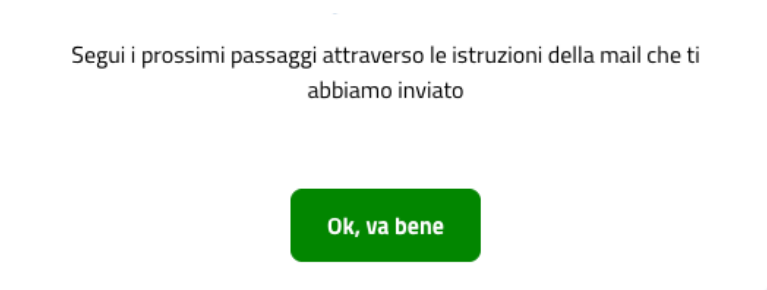 Segui i prossimi passaggi attraverso le istruzioni della mail che ti
abbiamo inviato
Ok, va bene